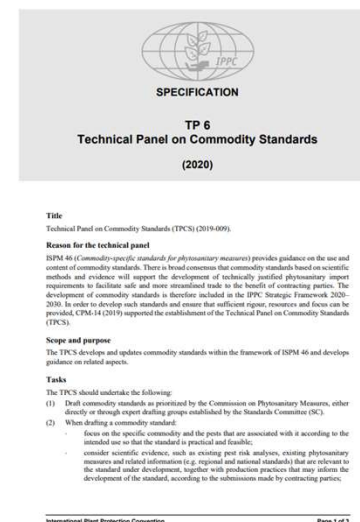 IPPC
SPECIFICATION
TP 6
Technical Panel on Commodity Standards
(2020)
Title
Technical Panel on Commodity Standards (TPCS) (2019-009).
Reason for the technical panel
ISPM 46 (Commodity-specific standards for phytosanitary measures) provides guidance on the use and
content of commodity standards. There is broad consensus that commodity standards based on scientific
methods and evidence will support the development of technically justified phytosanitary import
requirements to facilitate safe and more streamlined trade to the benefit of contracting parties. The
development of commodity standards is therefore included in the IPPC Strategic Framework 2020–
2030. In order to develop such standards and ensure that sufficient rigour, resources and focus can be
provided, CPM-14 (2019) supported the establishment of the Technical Panel on Commodity Standards
(TPCS).
Scope and purpose
The TPCS develops and updates commodity standards within the framework of ISPM 46 and develops
guidance on related aspects.
Tasks
The TPCS should undertake the following:
(1) Draft commodity standards as prioritized by the Commission on Phytosanitary Measures, either
directly or through expert drafting groups established by the Standards Committee (SC).
(2) When drafting a commodity standard:
- focus on the specific commodity and the pests that are associated with it according to the
intended use so that the standard is practical and feasible;
- consider scientific evidence, such as existing pest risk analyses, existing phytosanitary
measures and related information (e.g. regional and national standards) that are relevant to
the standard under development, together with production practices that may inform the
development of the standard, according to the submissions made by contracting parties;
International Plant Protection Convention Page 1 of 3